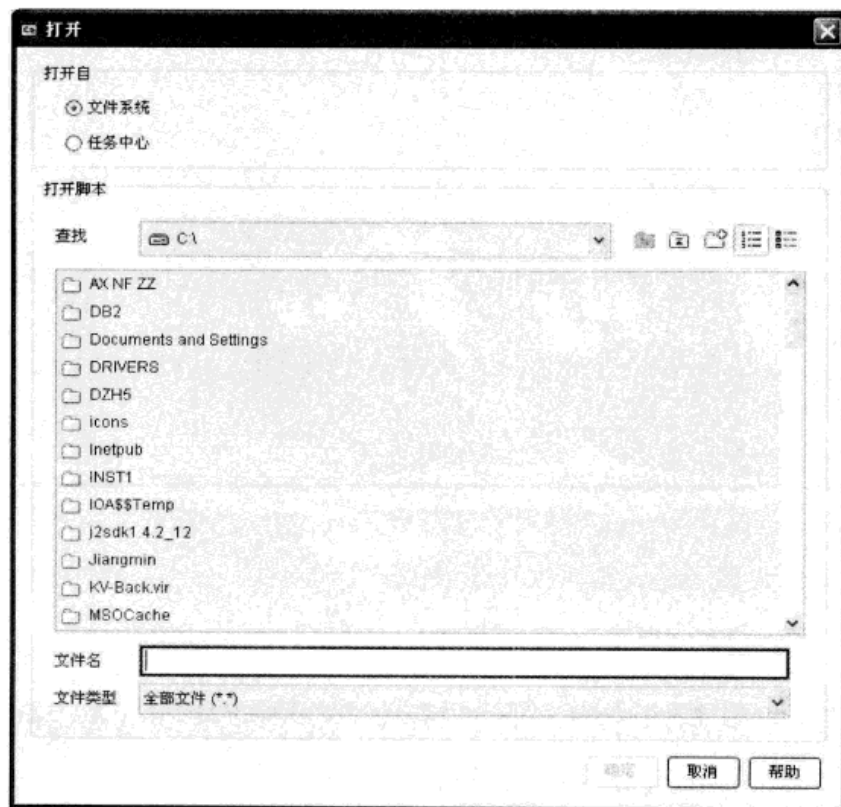 打开
打开自
文件系统
任务中心
打开脚本
查找 C:\
AX NF ZZ
DB2
Documents and Settings
DRIVERS
DZH5
icons
Inetpub
INST1
IOA$$Temp
j2sdk1.4.2_12
Jiangmin
KV-Back.vir
MSOCache
文件名
文件类型 全部文件 (*.*)
确定 取消 帮助